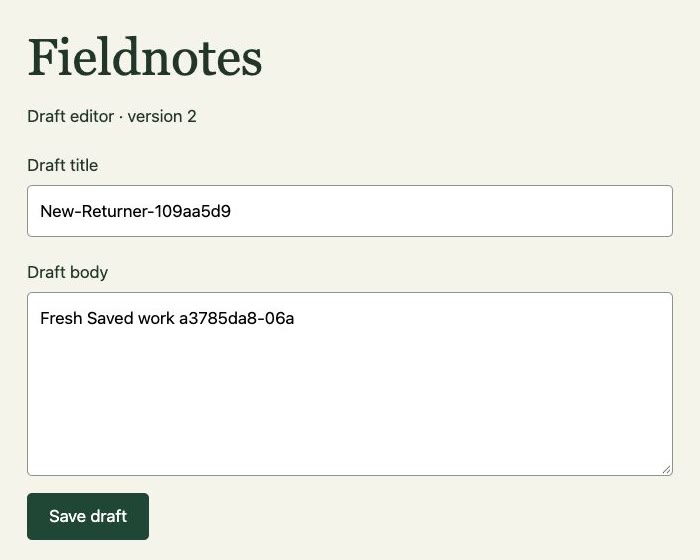 Fieldnotes
Draft editor · version 2
Draft title
New-Returner-109aa5d9
Draft body
Fresh Saved work a3785da8-06a
Save draft